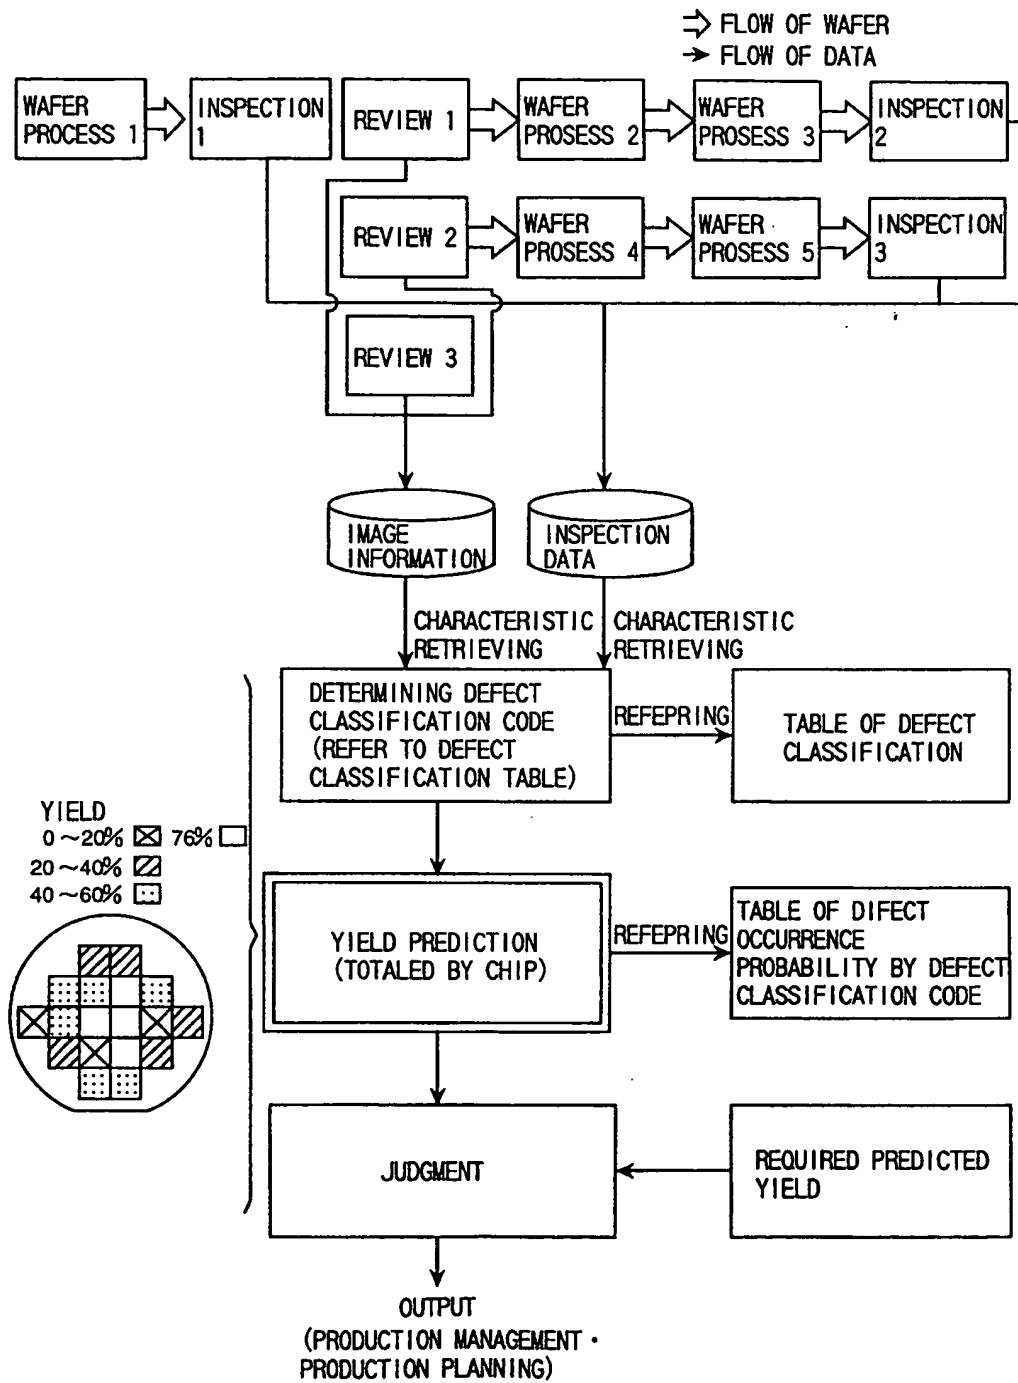 FLOW OF WAFER
FLOW OF DATA
WAFER
PROCESS 1
INSPECTION
1
REVIEW 1
WAFER
PROSESS 2
WAFER
PROSESS 3
INSPECTION
2
REVIEW 2
WAFER
PROSESS 4
WAFER
PROSESS 5
INSPECTION
3
REVIEW 3
IMAGE
INFORMATION
INSPECTION
DATA
CHARACTERISTIC
RETRIEVING
CHARACTERISTIC
RETRIEVING
DETERMINING DEFECT
CLASSIFICATION CODE
(REFER TO DEFECT
CLASSIFICATION TABLE)
REFEPRING
TABLE OF DEFECT
CLASSIFICATION
YIELD
0~20% 76%
20~40%
40~60%
YIELD PREDICTION
(TOTALED BY CHIP)
REFEPRING
TABLE OF DIFECT
OCCURRENCE
PROBABILITY BY DEFECT
CLASSIFICATION CODE
JUDGMENT
REQUIRED PREDICTED
YIELD
OUTPUT
(PRODUCTION MANAGEMENT・
PRODUCTION PLANNING)